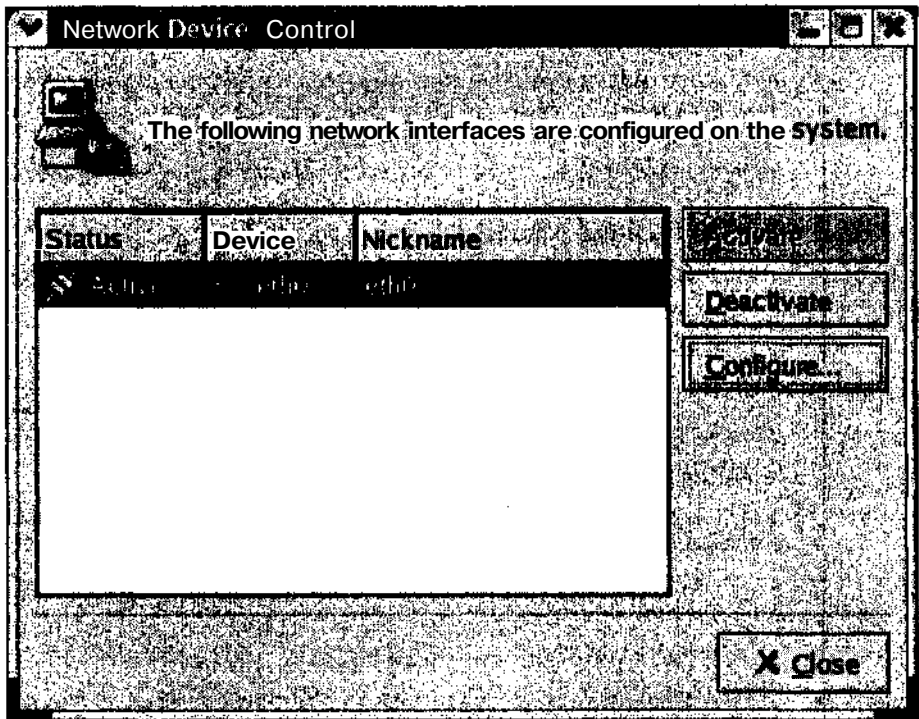 Network Device Control
The following network interfaces are configured on the system.
Status Device Nickname
eth0
Activate
Deactivate
Configure...
Close